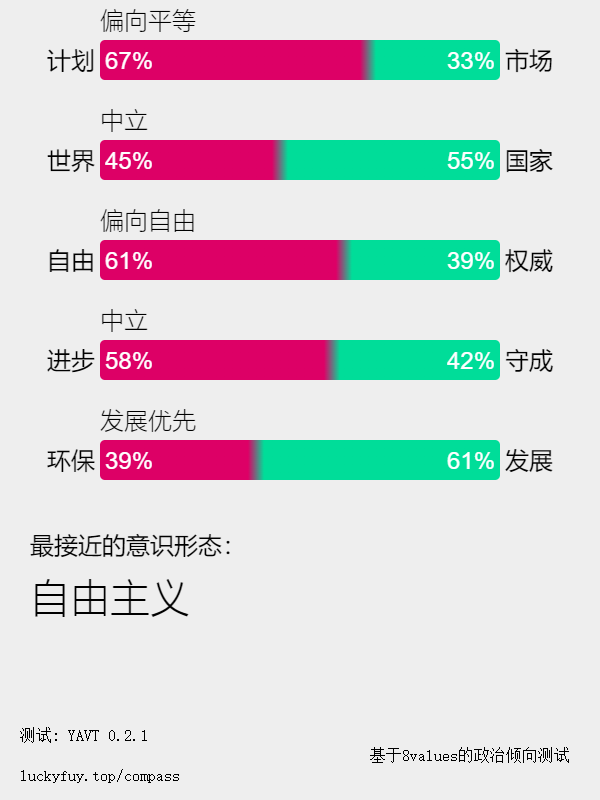 偏向平等
计划 67% 33% 市场
中立
世界 45% 55% 国家
偏向自由
自由 61% 39% 权威
中立
进步 58% 42% 守成
发展优先
环保 39% 61% 发展
最接近的意识形态:
自由主义
测试: YAVT 0.2.1
基于8values的政治倾向测试
luckyfuy.top/compass